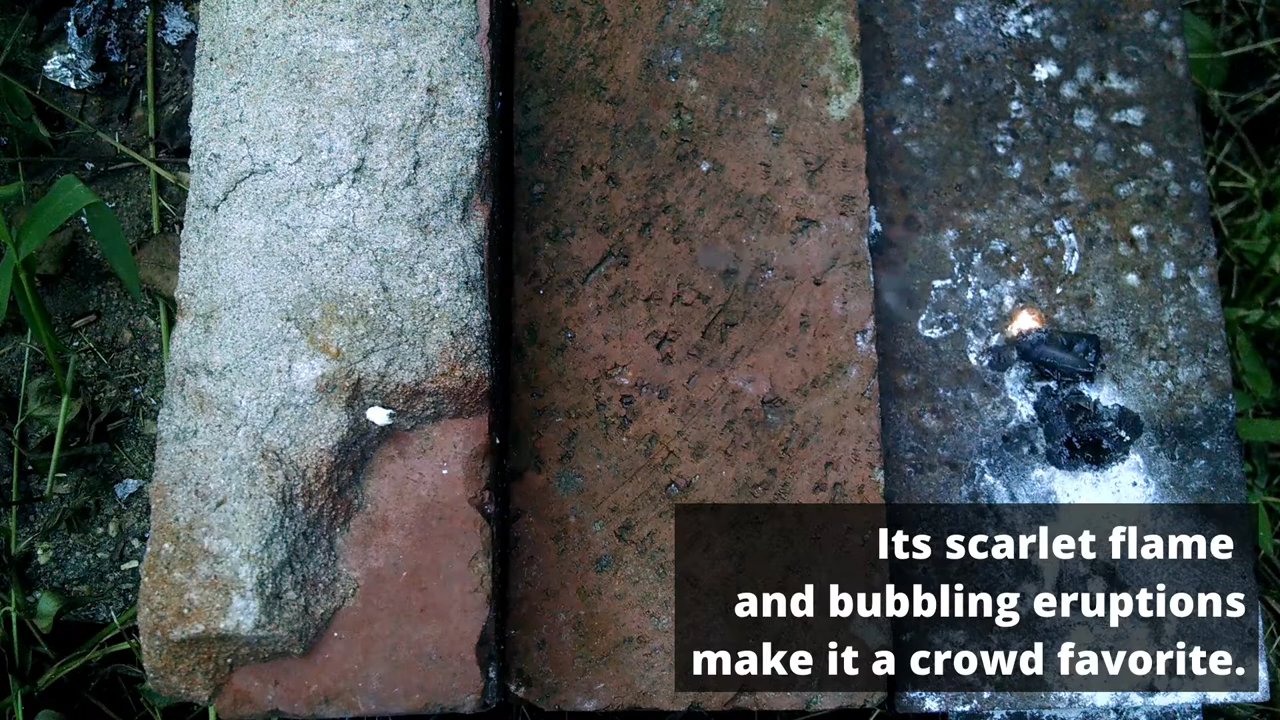 Its scarlet flame
and bubbling eruptions
make it a crowd favorite.